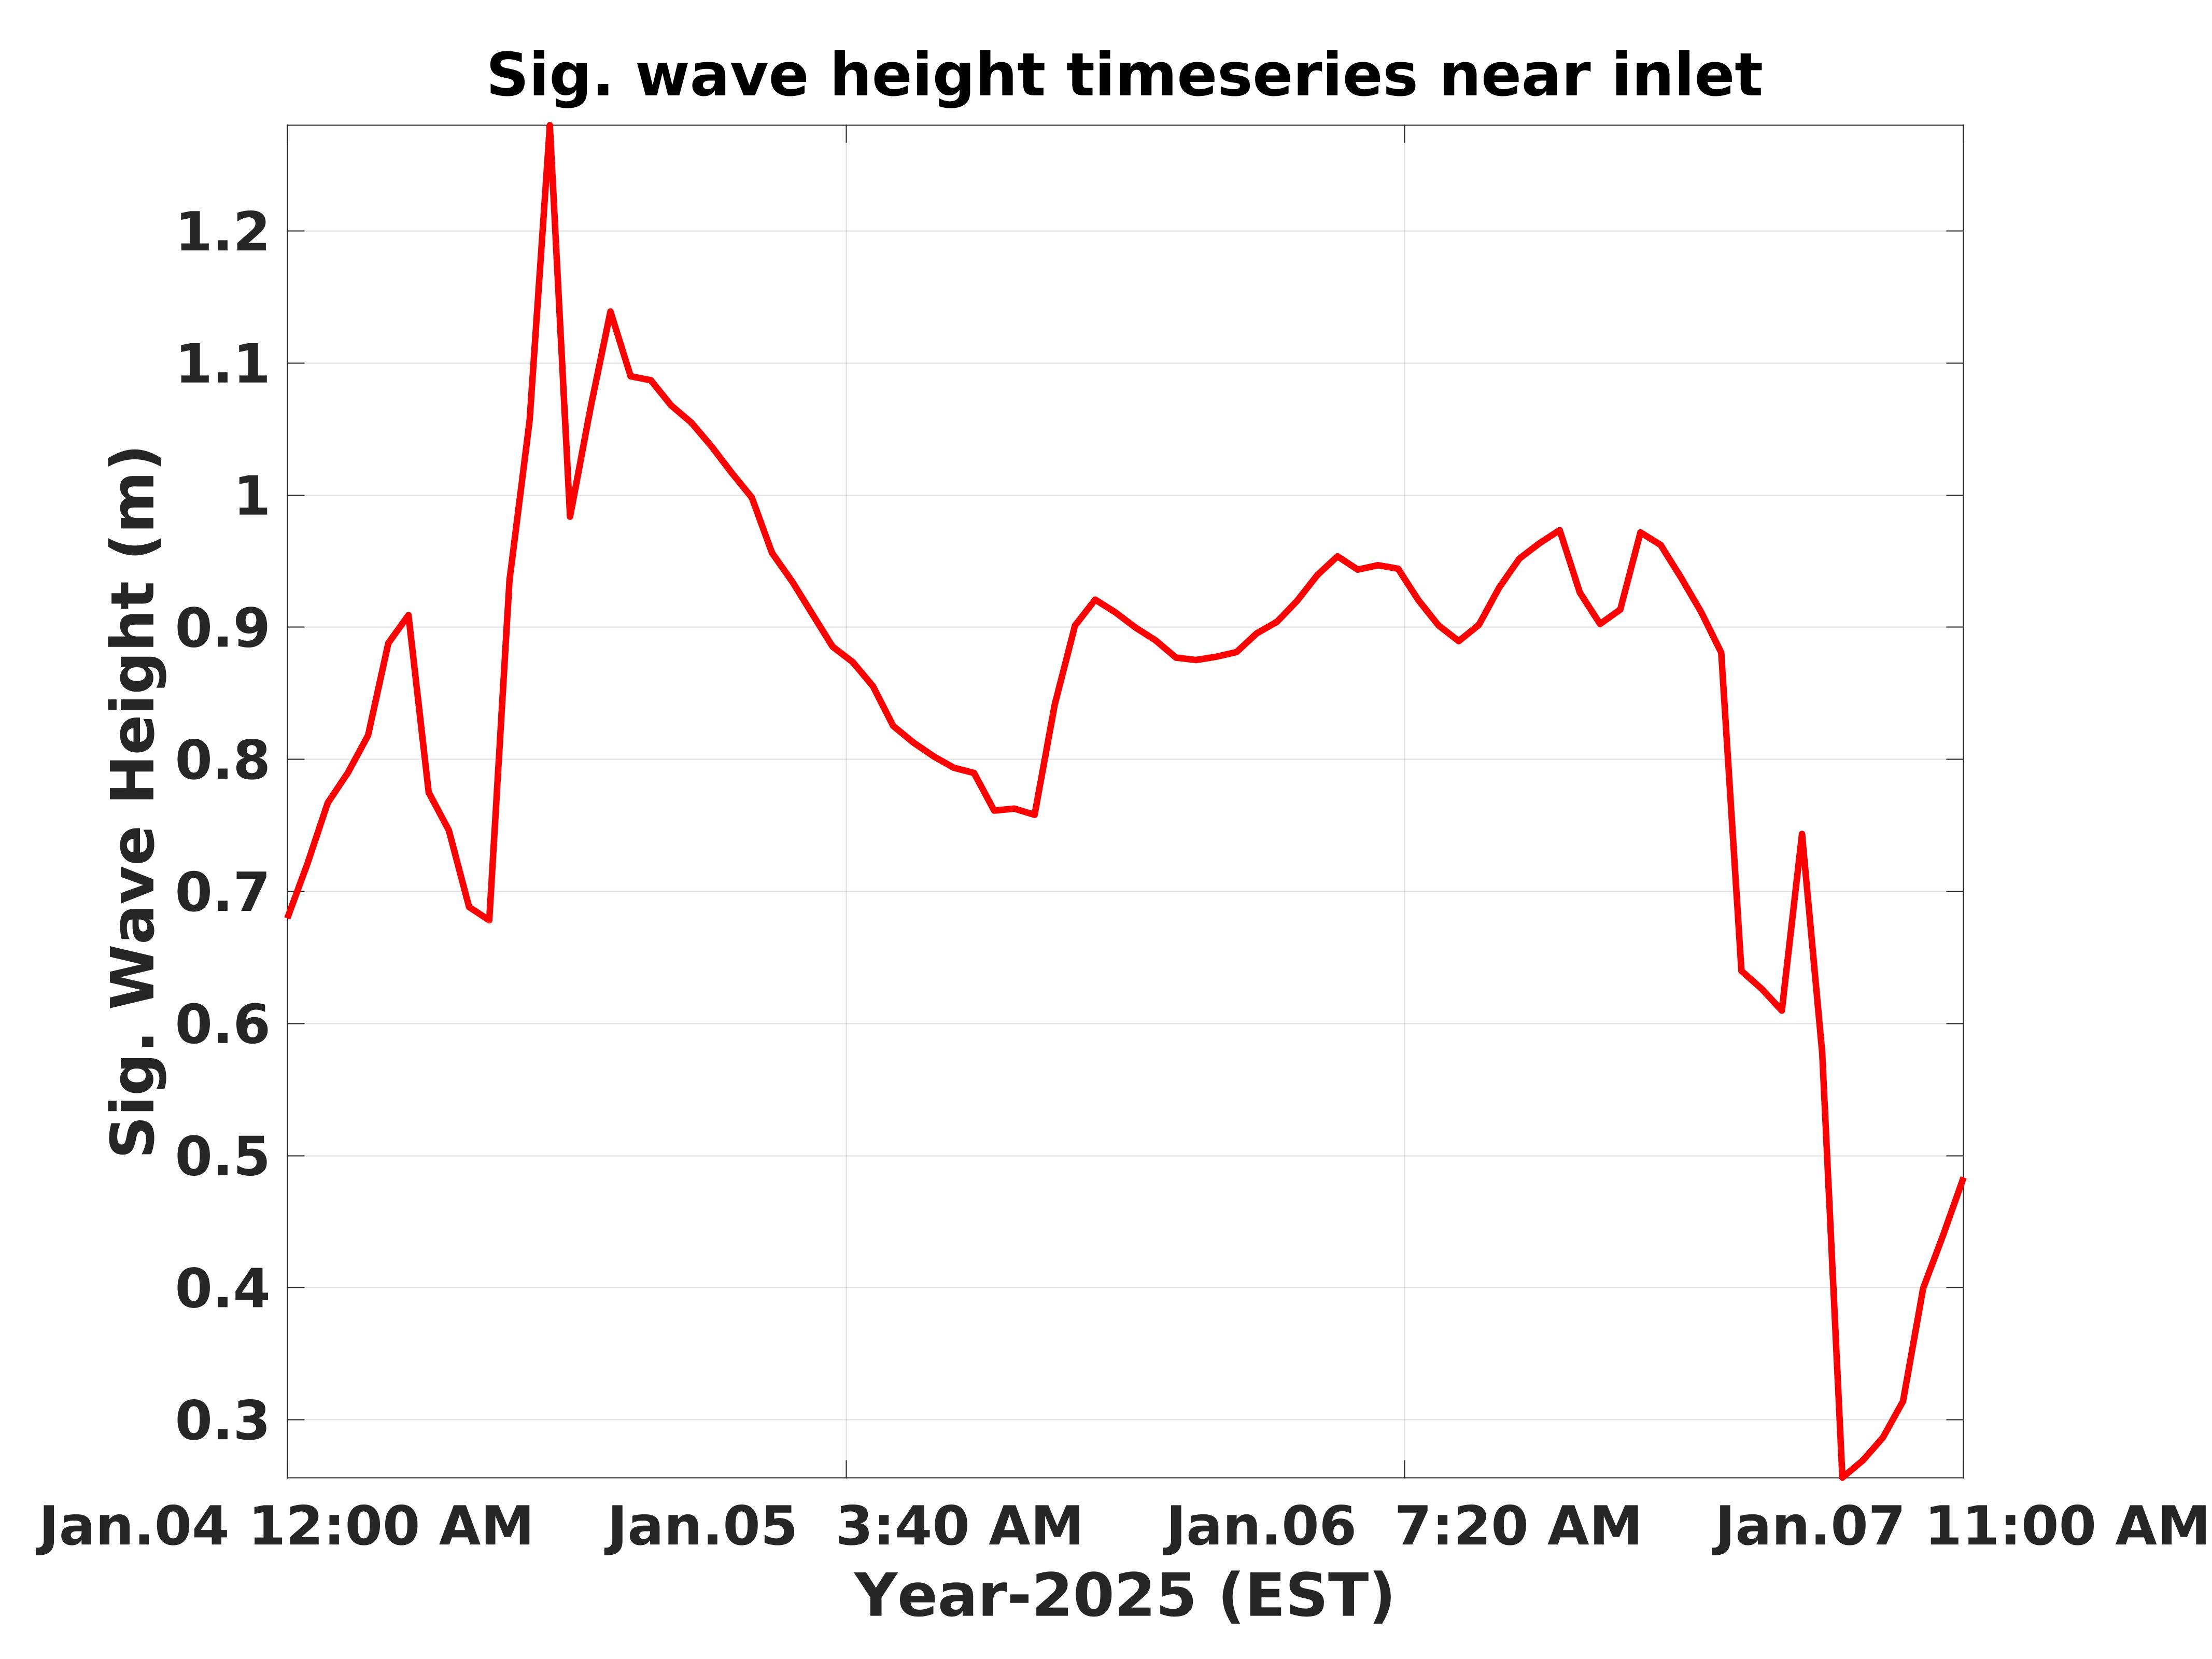 Sig. wave height timeseries near inlet
Sig. Wave Height (m)
1.2
1.1
1
0.9
0.8
0.7
0.6
0.5
0.4
0.3
Jan.04 12:00 AM Jan.05 3:40 AM Jan.06 7:20 AM Jan.07 11:00 AM
Year-2025 (EST)